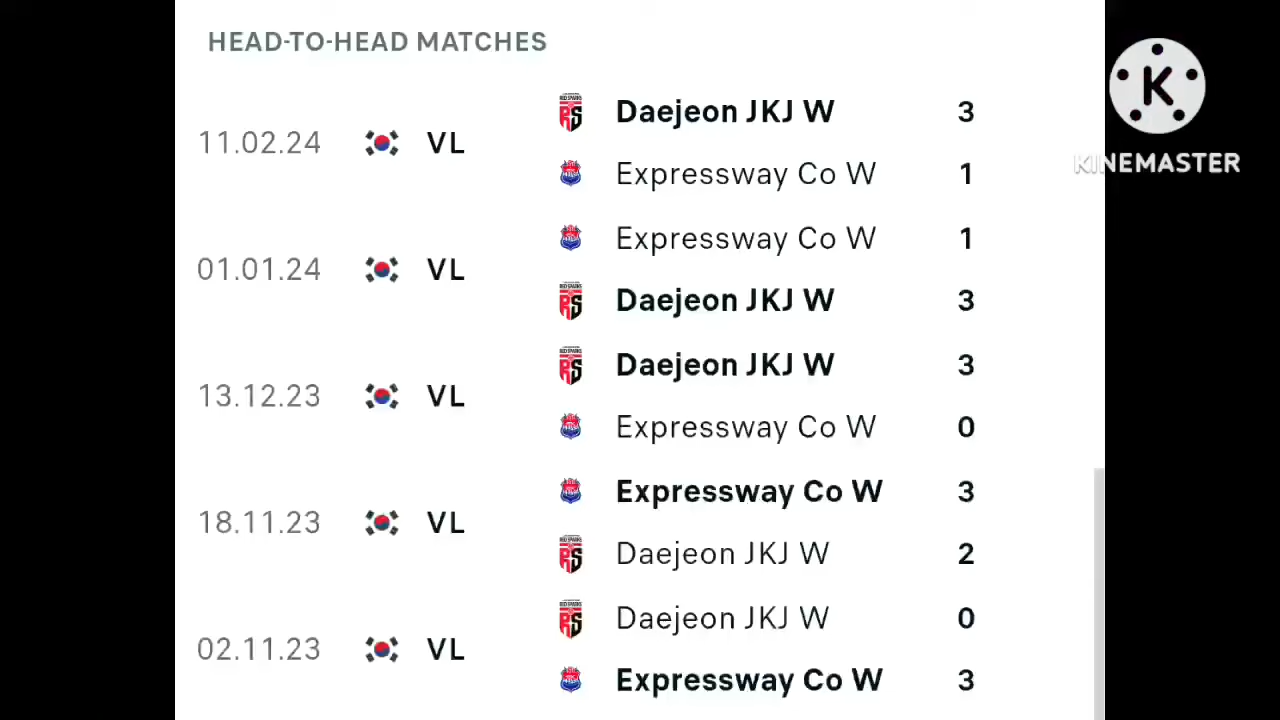 HEAD-TO-HEAD MATCHES
11.02.24 VL
Daejeon JKJ W 3
Expressway Co W 1
01.01.24 VL
Expressway Co W 1
Daejeon JKJ W 3
13.12.23 VL
Daejeon JKJ W 3
Expressway Co W 0
18.11.23 VL
Expressway Co W 3
Daejeon JKJ W 2
02.11.23 VL
Daejeon JKJ W 0
Expressway Co W 3
K
KINEMASTER